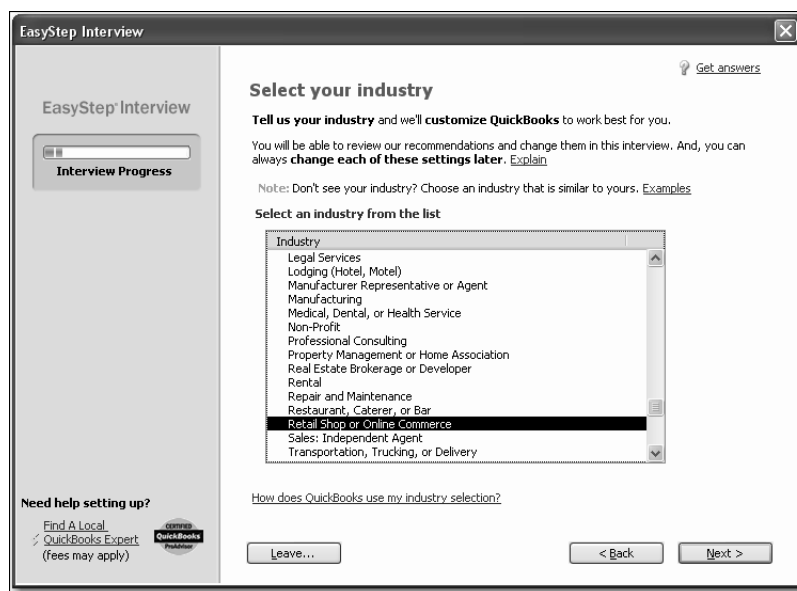 EasyStep Interview
Get answers
EasyStep Interview
Interview Progress
Select your industry
Tell us your industry and we'll customize QuickBooks to work best for you.
You will be able to review our recommendations and change them in this interview. And, you can
always change each of these settings later. Explain
Note: Don't see your industry? Choose an industry that is similar to yours. Examples
Select an industry from the list
Industry
Legal Services
Lodging (Hotel, Motel)
Manufacturer Representative or Agent
Manufacturing
Medical, Dental, or Health Service
Non-Profit
Professional Consulting
Property Management or Home Association
Real Estate Brokerage or Developer
Rental
Repair and Maintenance
Restaurant, Caterer, or Bar
Retail Shop or Online Commerce
Sales: Independent Agent
Transportation, Trucking, or Delivery
How does QuickBooks use my industry selection?
Need help setting up?
Find A Local
QuickBooks Expert
(fees may apply)
CERTIFIED
QuickBooks
ProAdvisor
Leave...
< Back
Next >